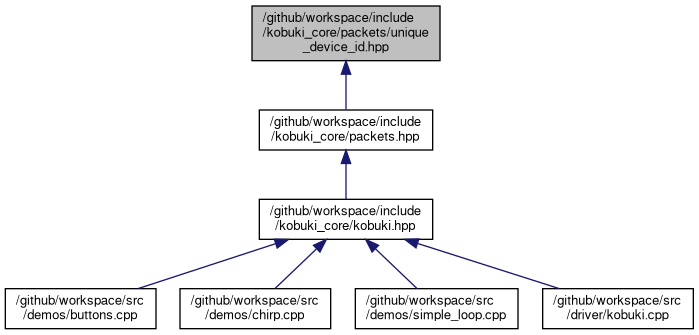 /github/workspace/include
/kobuki_core/packets/unique
_device_id.hpp
/github/workspace/include
/kobuki_core/packets.hpp
/github/workspace/include
/kobuki_core/kobuki.hpp
/github/workspace/src
/demos/buttons.cpp
/github/workspace/src
/demos/chirp.cpp
/github/workspace/src
/demos/simple_loop.cpp
/github/workspace/src
/driver/kobuki.cpp